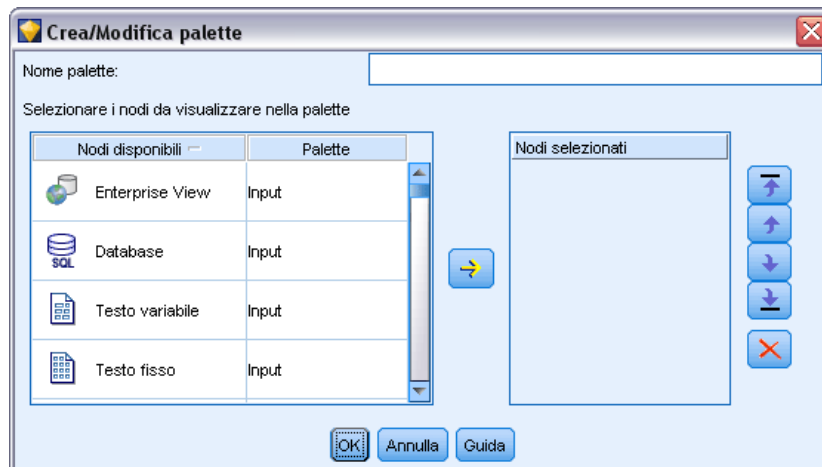 Crea/Modifica palette
Nome palette:
Selezionare i nodi da visualizzare nella palette
Nodi disponibili Palette Nodi selezionati
Enterprise View Input
SQL Database Input
Testo variabile Input
Testo fisso Input
OK Annulla Guida